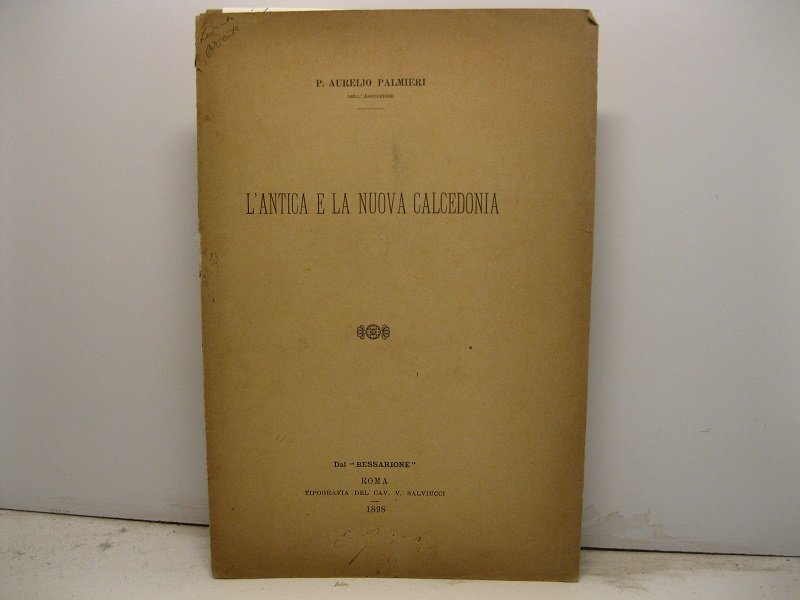 P. AURELIO PALMIERI
DELL'ASSUNZIONE
L'ANTICA E LA NUOVA CALCEDONIA
Dal "BESSARIONE"
ROMA
TIPOGRAFIA DEL CAV. V. SALVIUCCI
1898